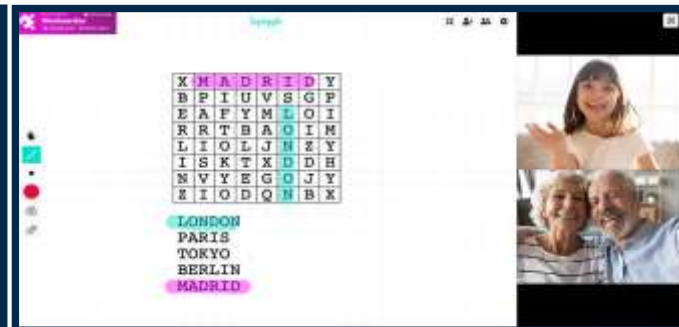 X M A D R I D Y
B P I U V S G P
E A F Y M L O I
R R T B A O I M
L I O L J N Z Y
I S K T X D D H
N V Y E G O J Y
Z I O D Q N B X
LONDON
PARIS
TOKYO
BERLIN
MADRID